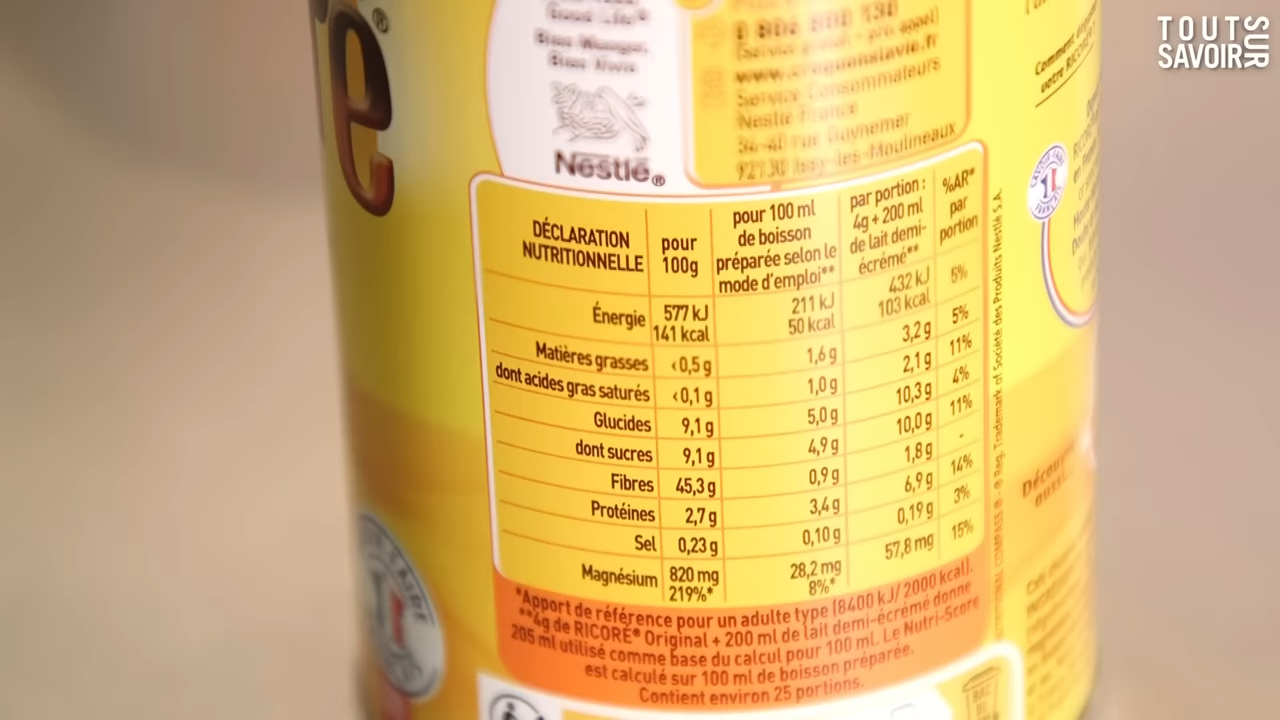 TOUT
SAVOIR
SUR
re®
Good Life®
Bien Manger,
Bien Vivre
Nestlé®
(Service gratuit + prix appel)
www.croquonslavie.fr
Service Consommateurs
Nestlé France
34-40 rue Guynemer
92130 Issy-les-Moulineaux
DÉCLARATION NUTRITIONNELLE | pour 100g | pour 100 ml de boisson préparée selon le mode d'emploi** | par portion : 4g + 200 ml de lait demi-écrémé** | %AR* par portion
Énergie 577 kJ 141 kcal 211 kJ 50 kcal 432 kJ 103 kcal 5%
Matières grasses <0,5 g 1,6 g 3,2 g 5%
dont acides gras saturés <0,1 g 1,0 g 2,1 g 11%
Glucides 9,1 g 5,0 g 10,3 g 4%
dont sucres 9,1 g 4,9 g 10,0 g 11%
Fibres 45,3 g 0,9 g 1,8 g -
Protéines 2,7 g 3,4 g 6,9 g 14%
Sel 0,23 g 0,10 g 0,19 g 3%
Magnésium 820 mg 219%* 28,2 mg 8%* 57,8 mg 15%
*Apport de référence pour un adulte type (8400 kJ/ 2000 kcal).
**4g de RICORÉ® Original + 200 ml de lait demi-écrémé donne
205 ml utilisé comme base du calcul pour 100 ml. Le Nutri-Score
est calculé sur 100 ml de boisson préparée.
Contient environ 25 portions.
® Reg. Trademark of Société des Produits Nestlé S.A.
Comment
votre RICORÉ